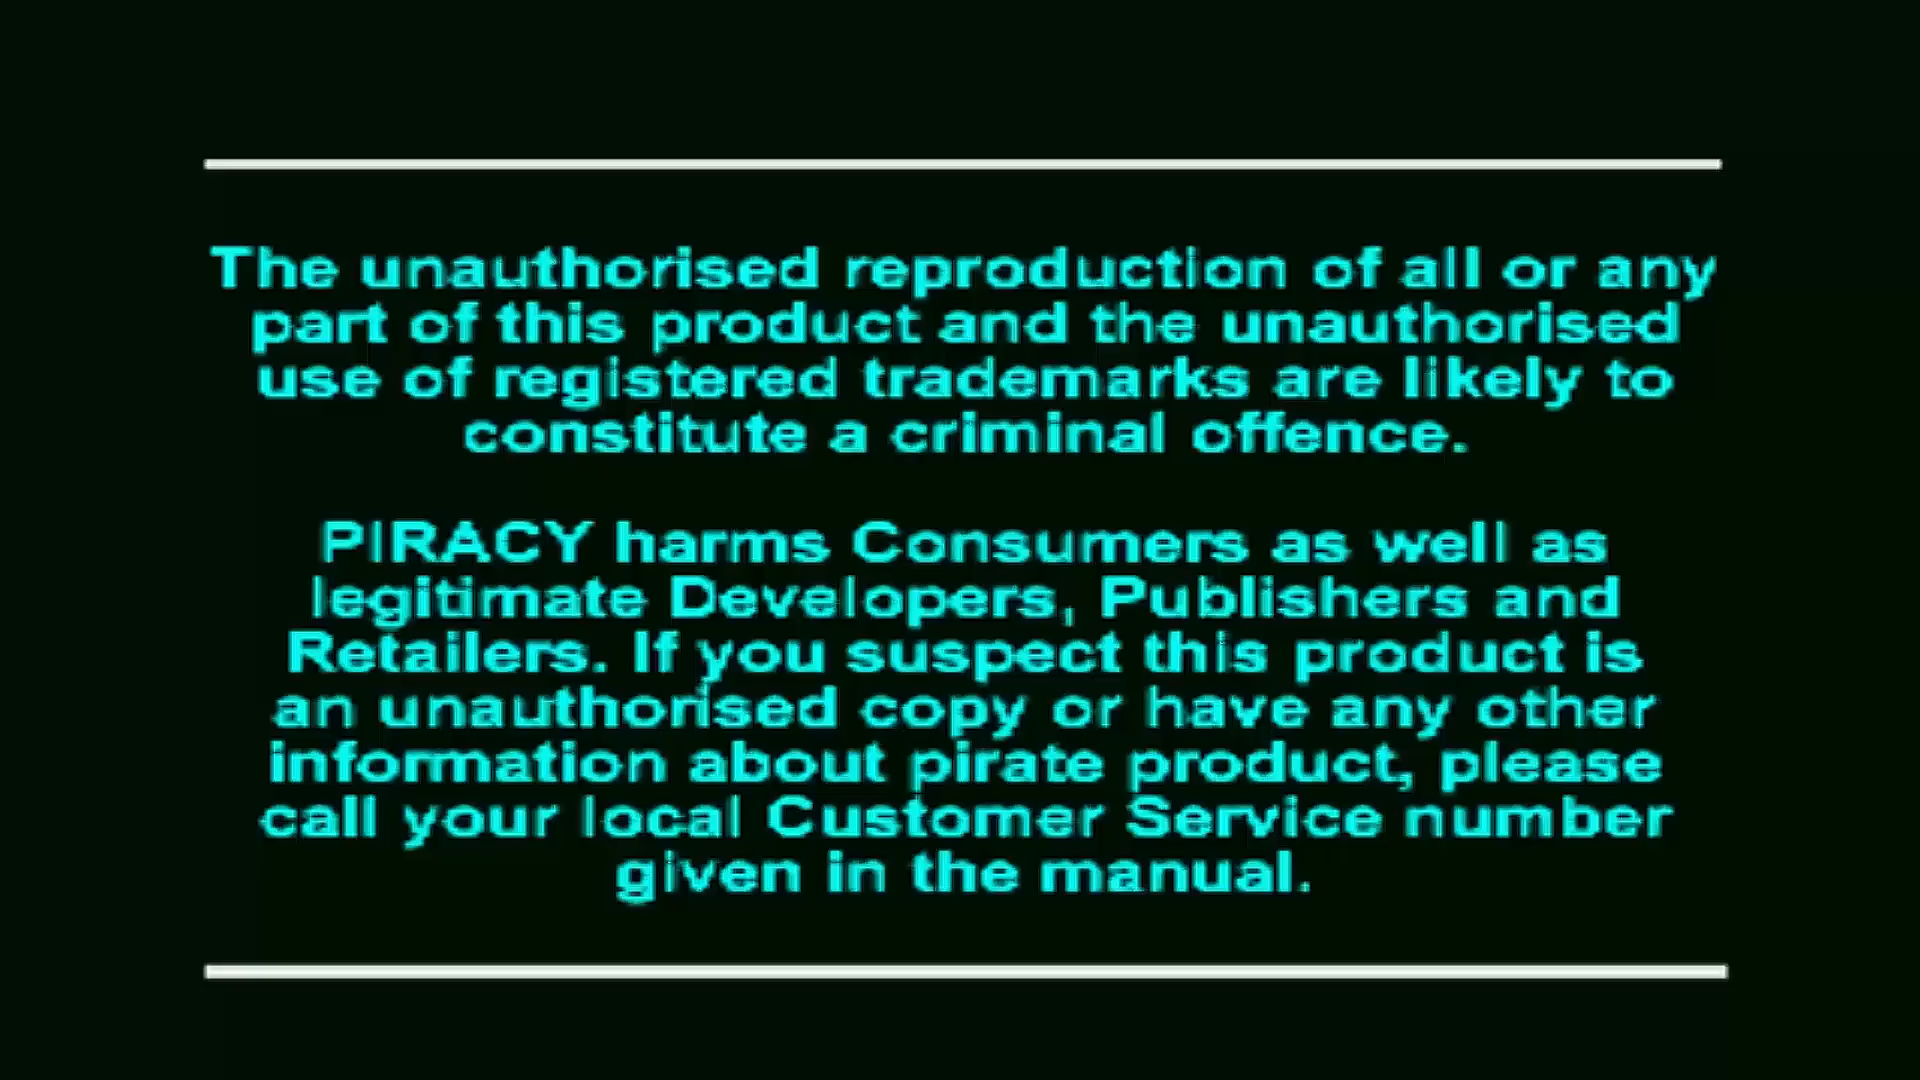 The unauthorised reproduction of all or any
part of this product and the unauthorised
use of registered trademarks are likely to
constitute a criminal offence.
PIRACY harms Consumers as well as
legitimate Developers, Publishers and
Retailers. If you suspect this product is
an unauthorised copy or have any other
information about pirate product, please
call your local Customer Service number
given in the manual.